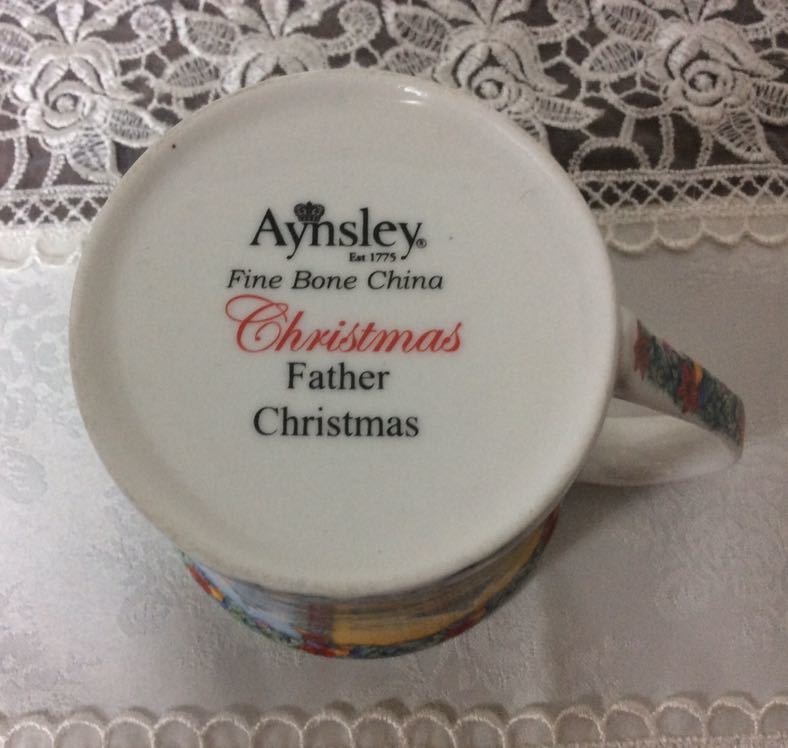 Aynsley®
Est 1775
Fine Bone China
Christmas
Father
Christmas